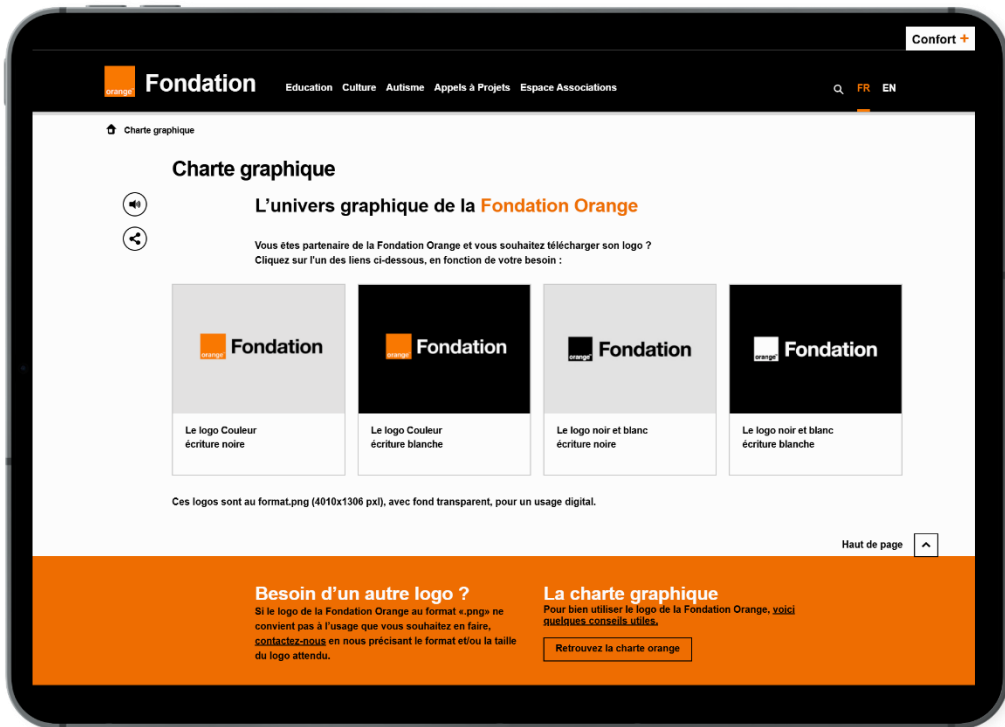 Confort +
orange™ Fondation
Education Culture Autisme Appels à Projets Espace Associations
FR EN
Charte graphique
Charte graphique
L'univers graphique de la Fondation Orange
Vous êtes partenaire de la Fondation Orange et vous souhaitez télécharger son logo ?
Cliquez sur l'un des liens ci-dessous, en fonction de votre besoin :
orange™ Fondation
orange™ Fondation
orange™ Fondation
orange™ Fondation
Le logo Couleur
écriture noire
Le logo Couleur
écriture blanche
Le logo noir et blanc
écriture noire
Le logo noir et blanc
écriture blanche
Ces logos sont au format.png (4010x1306 pxl), avec fond transparent, pour un usage digital.
Haut de page
Besoin d'un autre logo ?
Si le logo de la Fondation Orange au format «.png» ne
convient pas à l'usage que vous souhaitez en faire,
contactez-nous en nous précisant le format et/ou la taille
du logo attendu.
La charte graphique
Pour bien utiliser le logo de la Fondation Orange, voici
quelques conseils utiles.
Retrouvez la charte orange